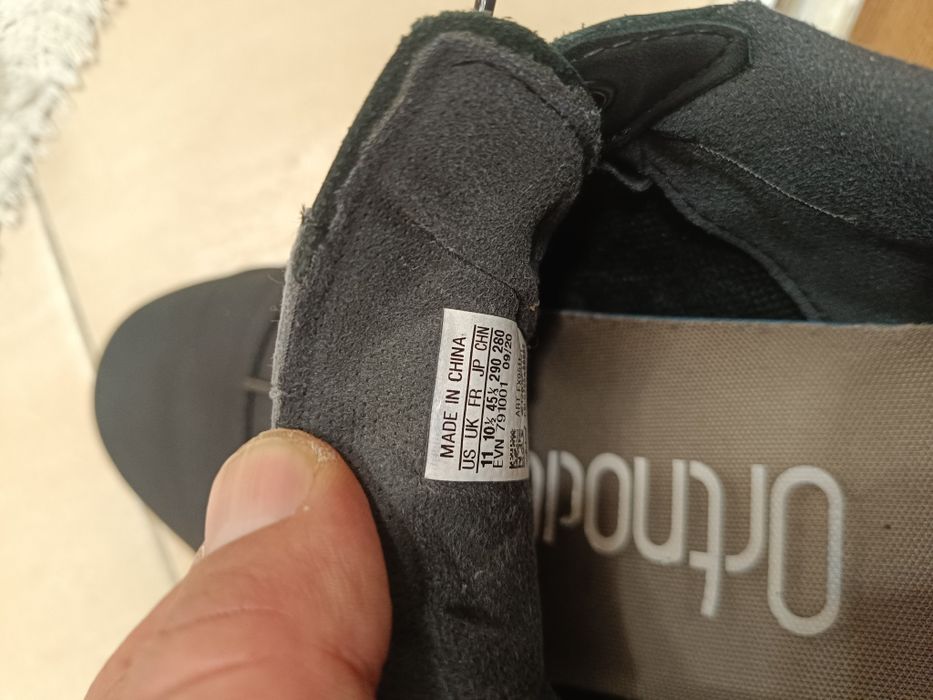 MADE IN CHINA
US UK FR JP CHN
11 10½ 45⅓ 290 280
EVN 791001 09/20
Ortho